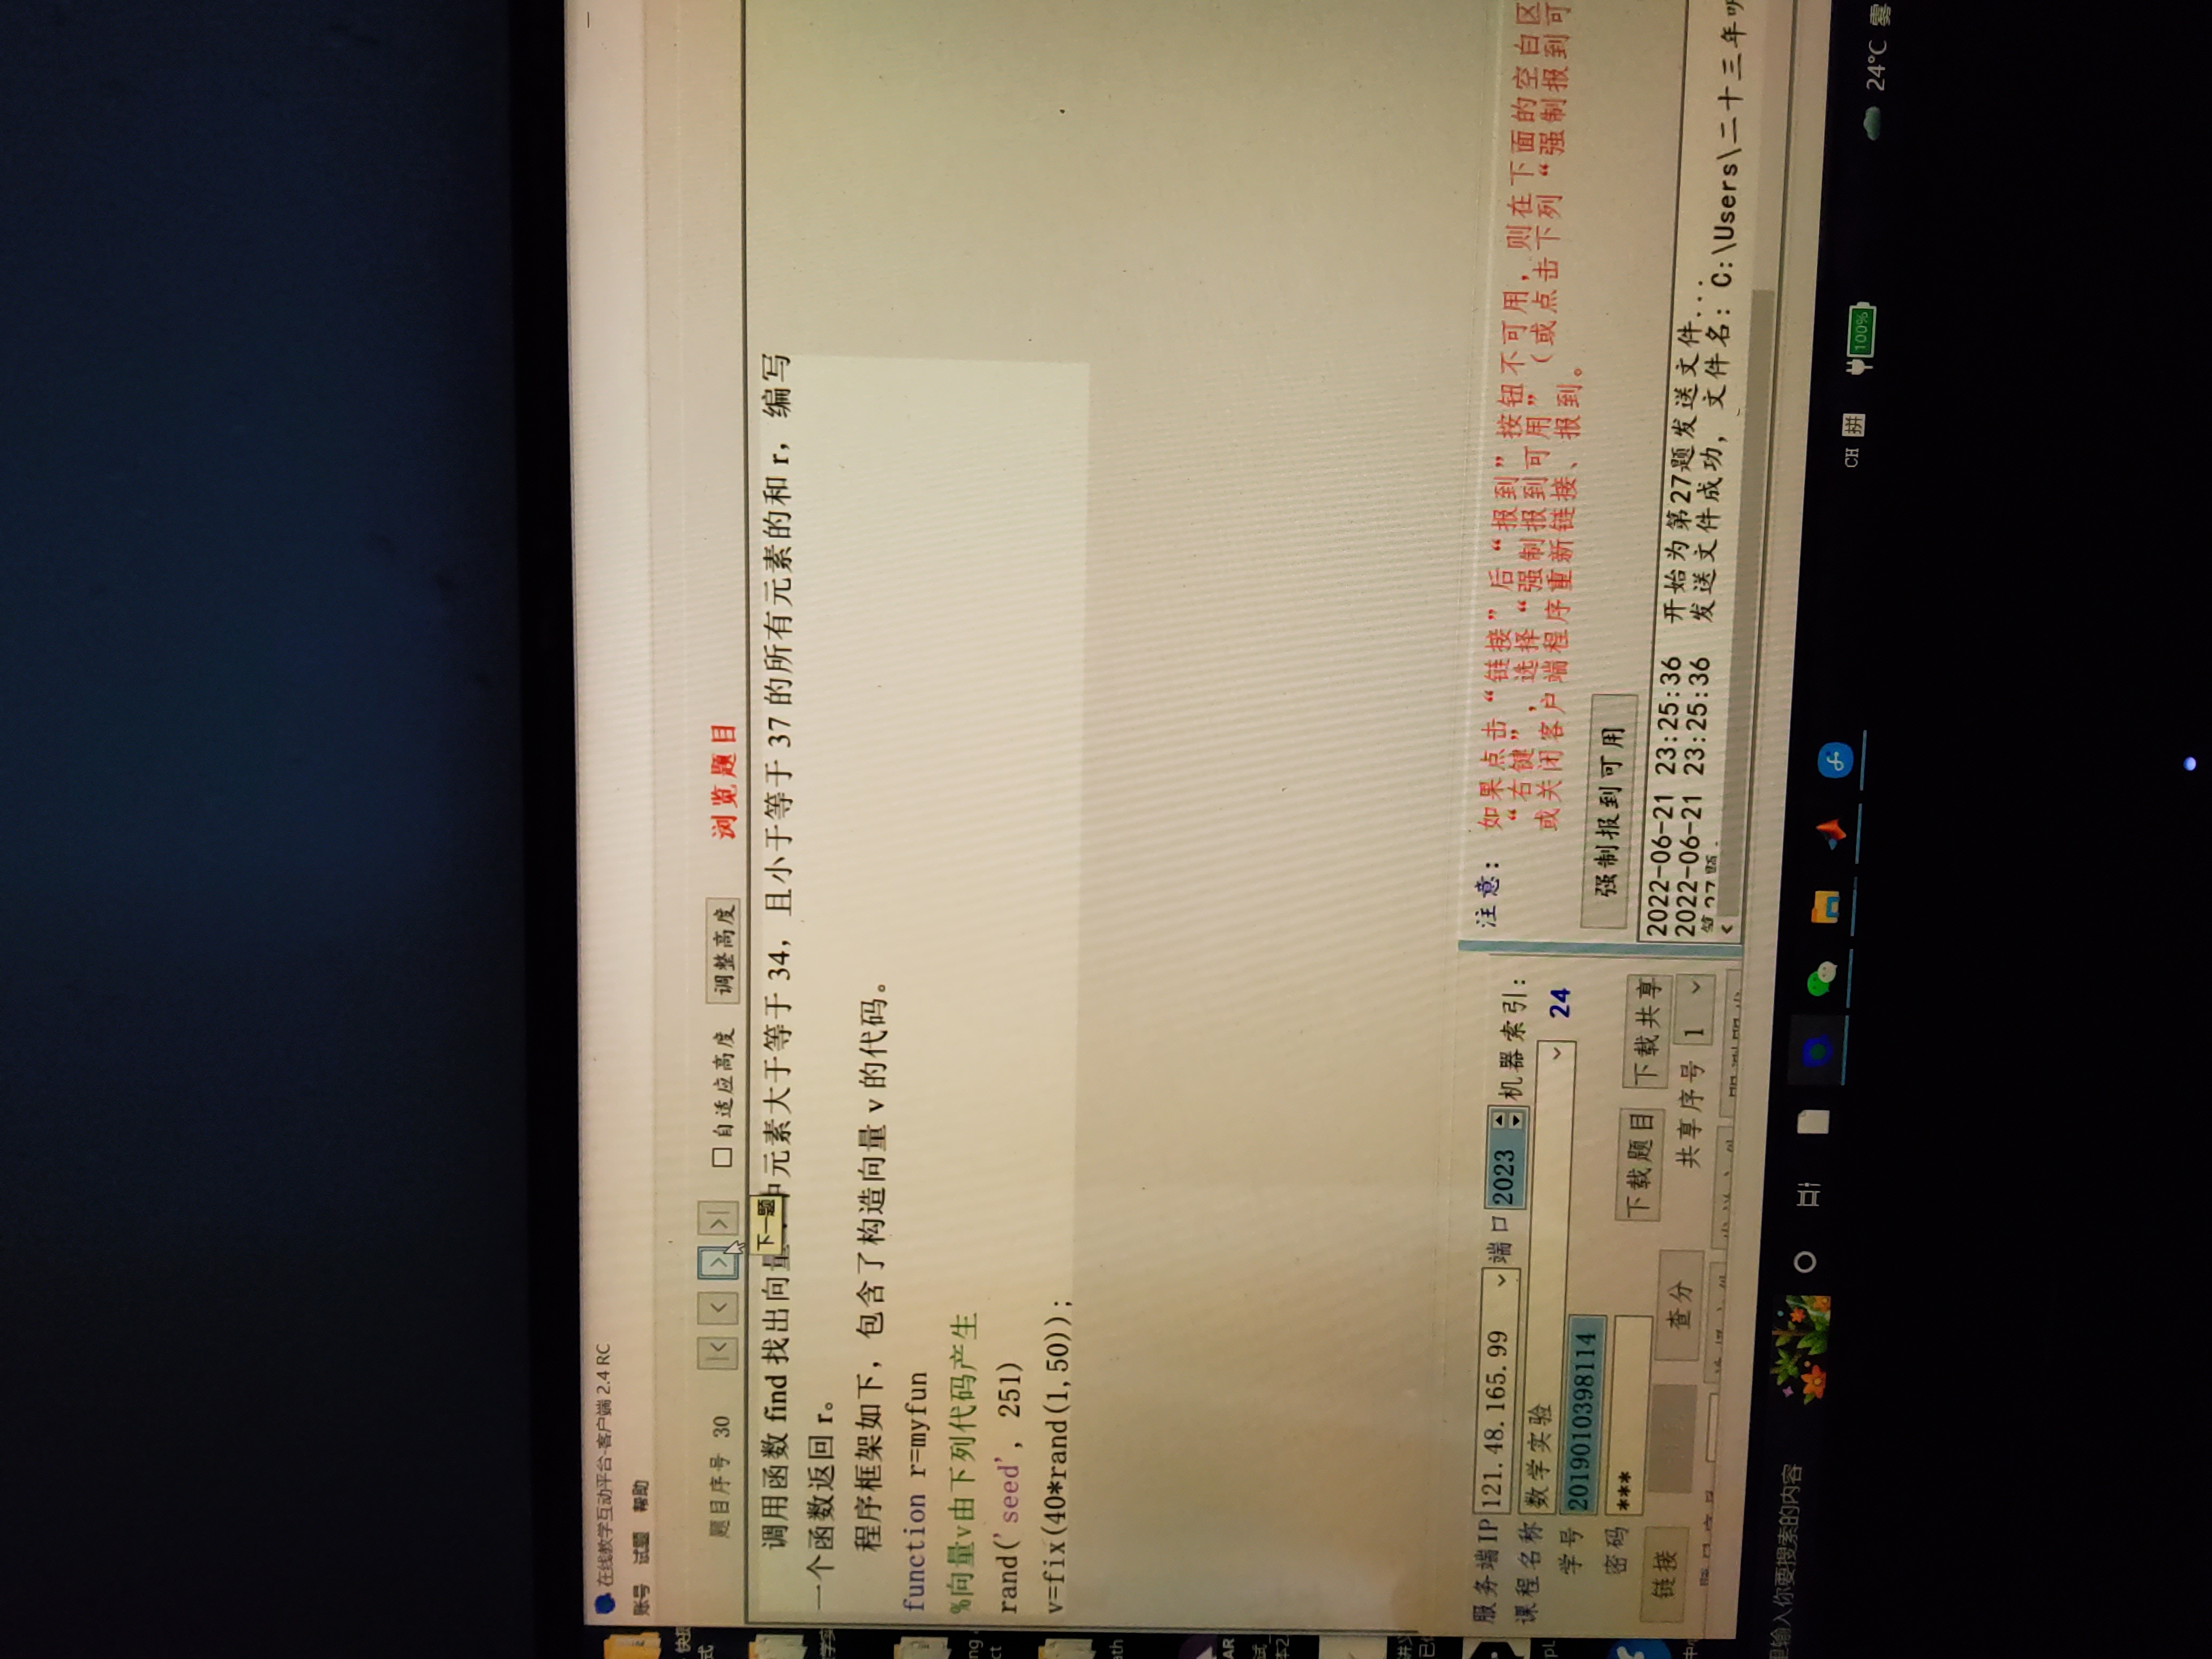 在线教学互动平台-客户端 2.4 RC
账号 试题 帮助
题目序号 30 |< < > >| 自适应高度 调整高度 浏览题目
下一题
调用函数 find 找出向量 中元素大于等于 34，且小于等于 37 的所有元素的和 r，编写
一个函数返回 r。
程序框架如下，包含了构造向量 v 的代码。
function r=myfun
%向量v由下列代码产生
rand('seed', 251)
v=fix(40*rand(1,50));
服务端IP 121.48.165.99 端口 2023 机器索引:
课程名称 数学实验 24
学号 2019010398114
密码 ***
下载题目 下载共享
链接 查分 共享序号 1
注意: 如果点击“链接”后“报到”按钮不可用, 则在下面的空白区
“右键”, 选择“强制报到可用” (或点击下列“强制报到可
或关闭客户端程序重新链接、报到。
强制报到可用
2022-06-21 23:25:36 开始为第27题发送文件...
2022-06-21 23:25:36 发送文件成功, 文件名: C:\Users\二十三年
第27题:
里输入你要搜索的内容
CH 拼 100% 24°C 雾